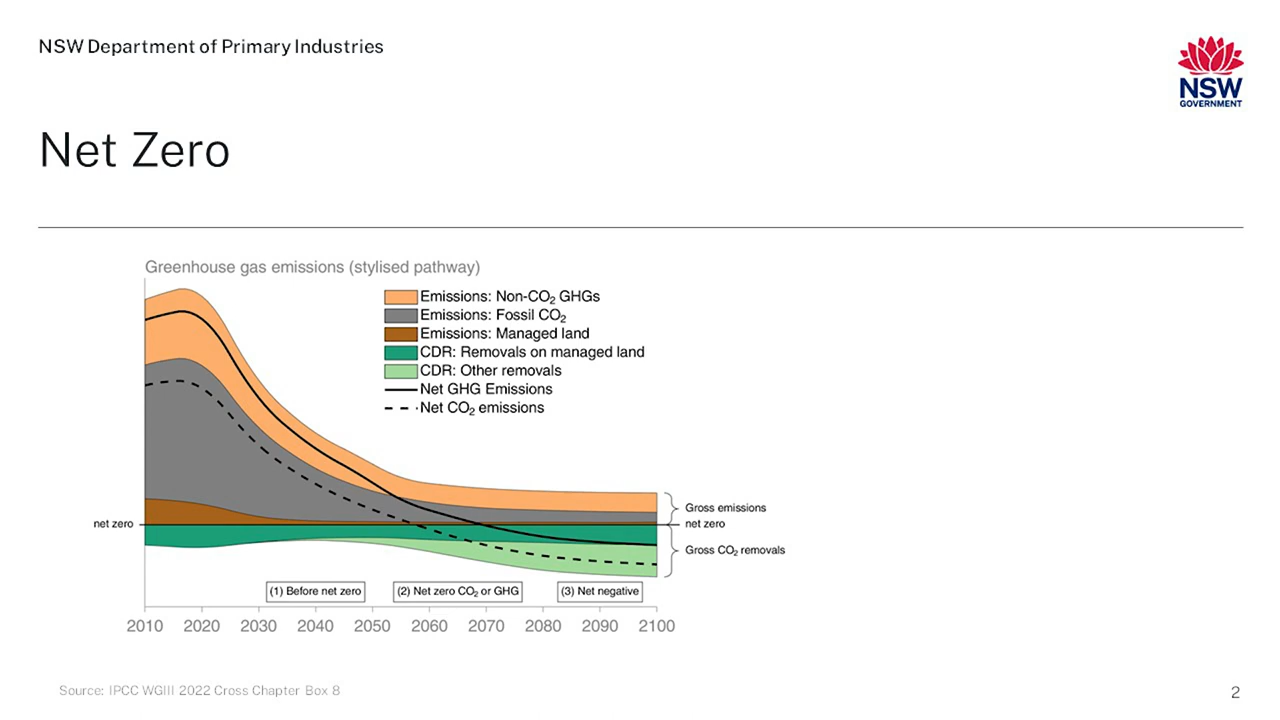 NSW Department of Primary Industries
NSW
GOVERNMENT
Net Zero
Greenhouse gas emissions (stylised pathway)
Emissions: Non-CO₂ GHGs
Emissions: Fossil CO₂
Emissions: Managed land
CDR: Removals on managed land
CDR: Other removals
Net GHG Emissions
Net CO₂ emissions
Gross emissions
net zero
net zero
Gross CO₂ removals
(1) Before net zero
(2) Net zero CO₂ or GHG
(3) Net negative
2010 2020 2030 2040 2050 2060 2070 2080 2090 2100
Source: IPCC WGIII 2022 Cross Chapter Box 8
2